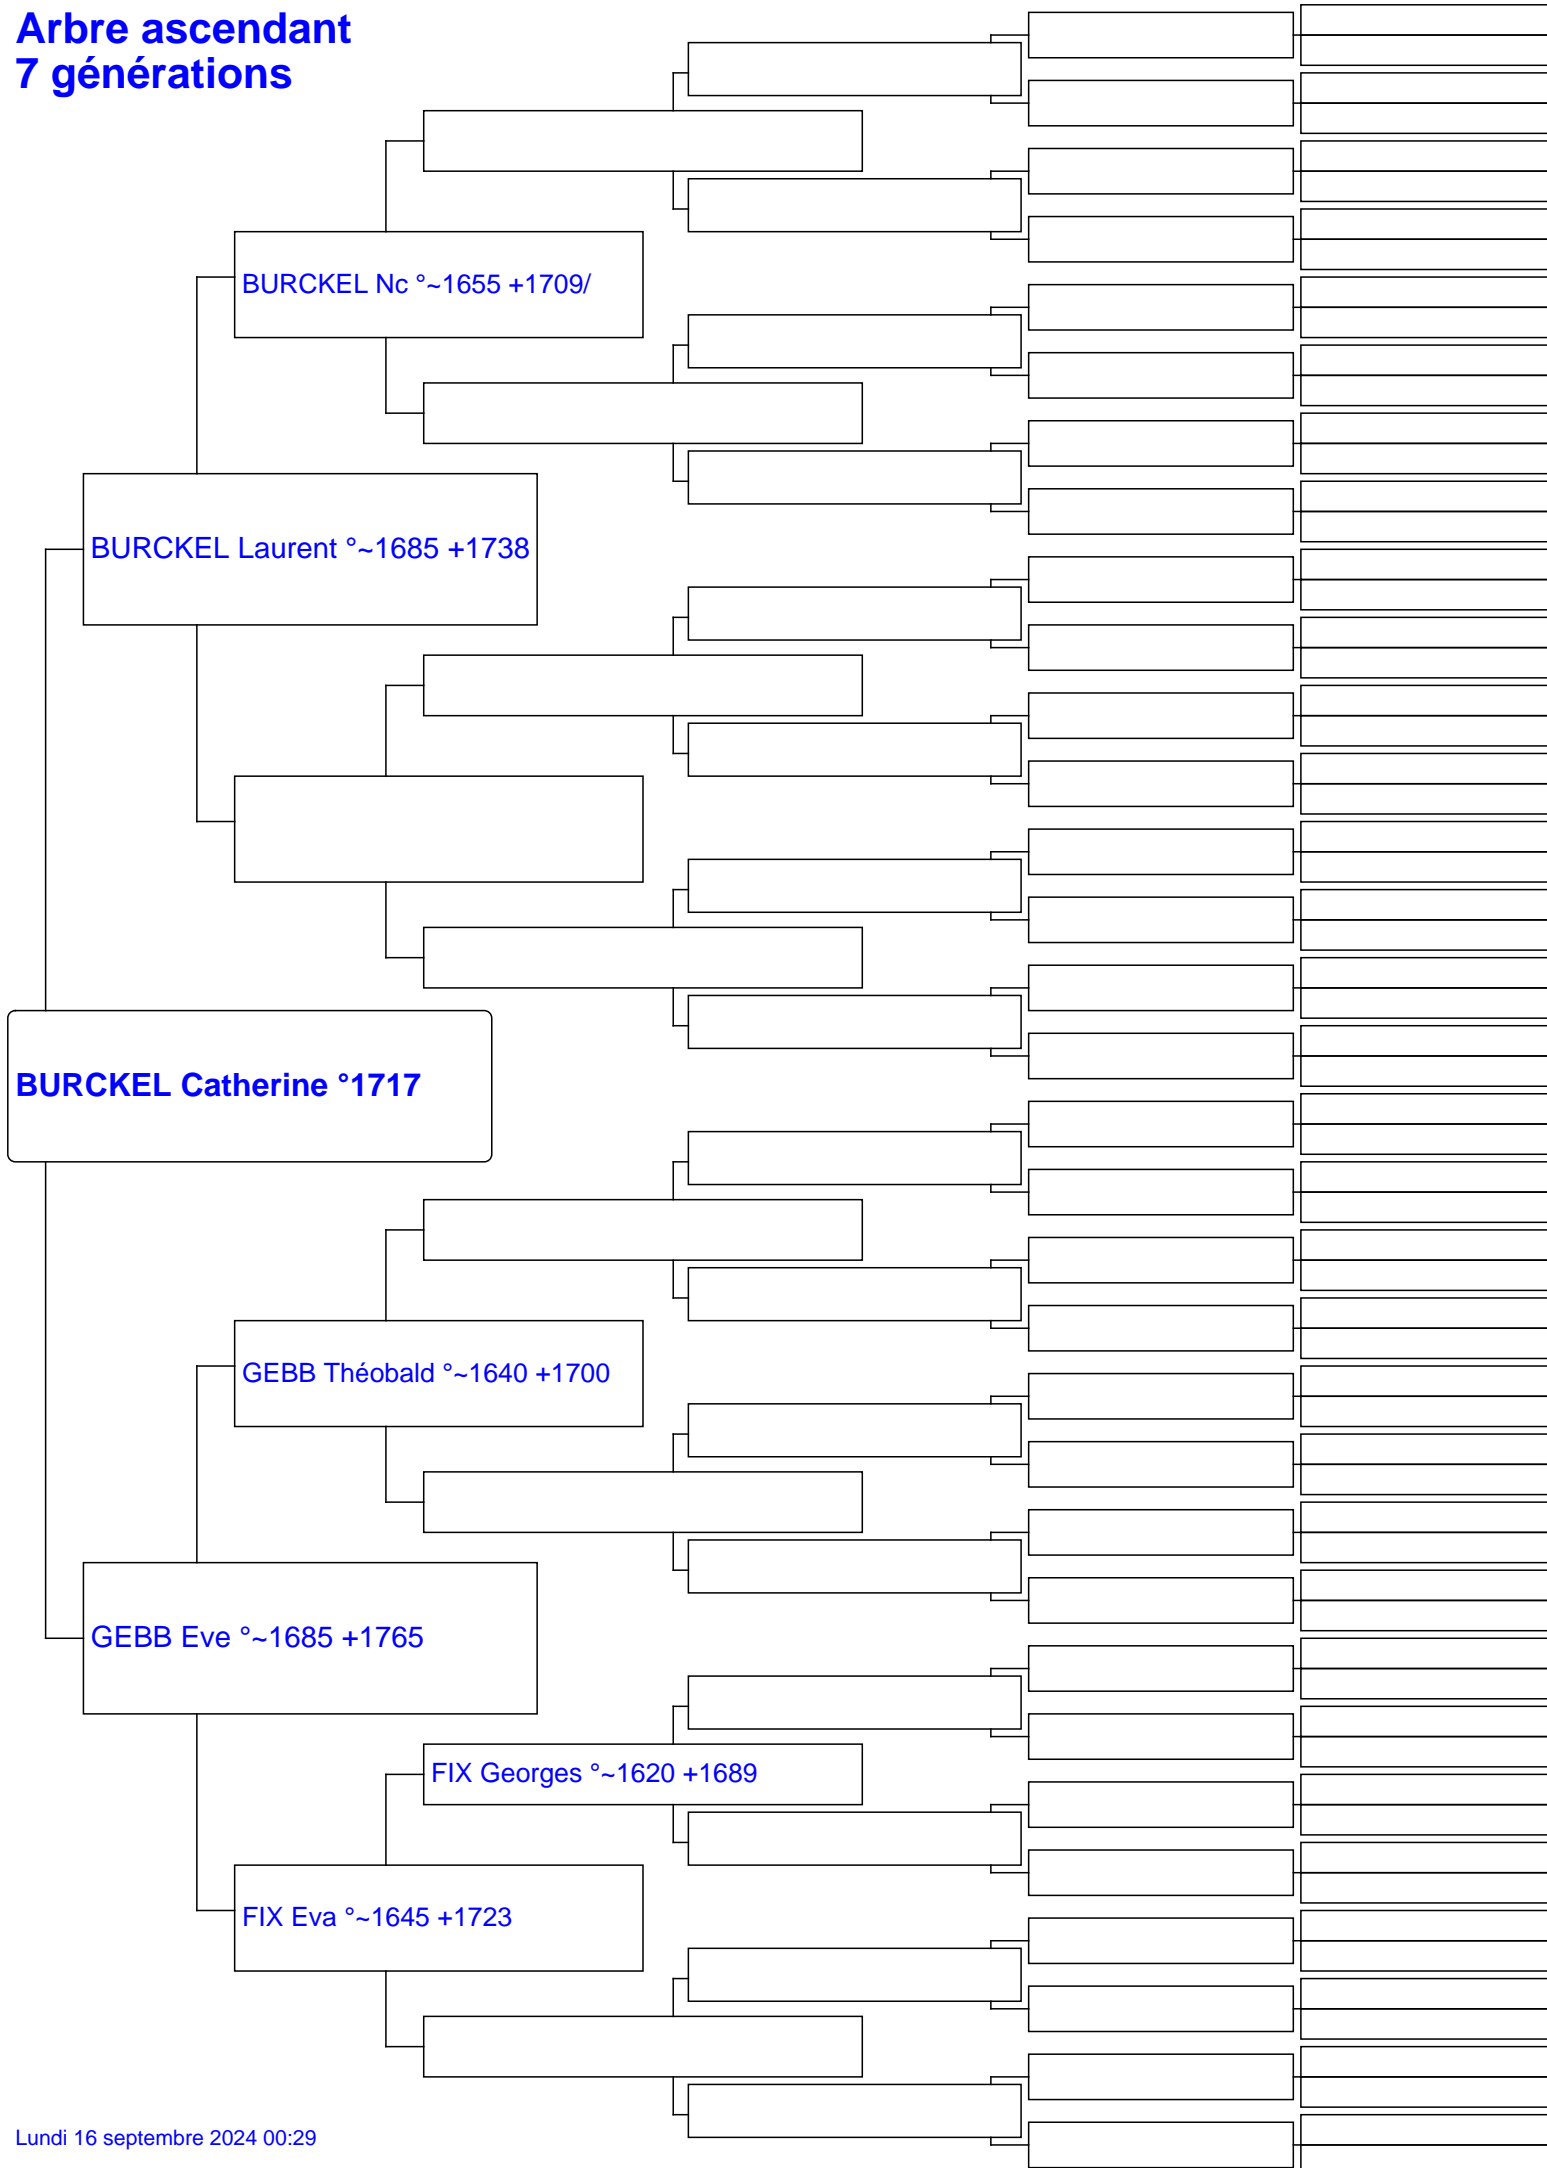 Arbre ascendant
7 générations
BURCKEL Nc °~1655 +1709/
BURCKEL Laurent °~1685 +1738
BURCKEL Catherine °1717
GEBB Théobald °~1640 +1700
GEBB Eve °~1685 +1765
FIX Georges °~1620 +1689
FIX Eva °~1645 +1723
Lundi 16 septembre 2024 00:29